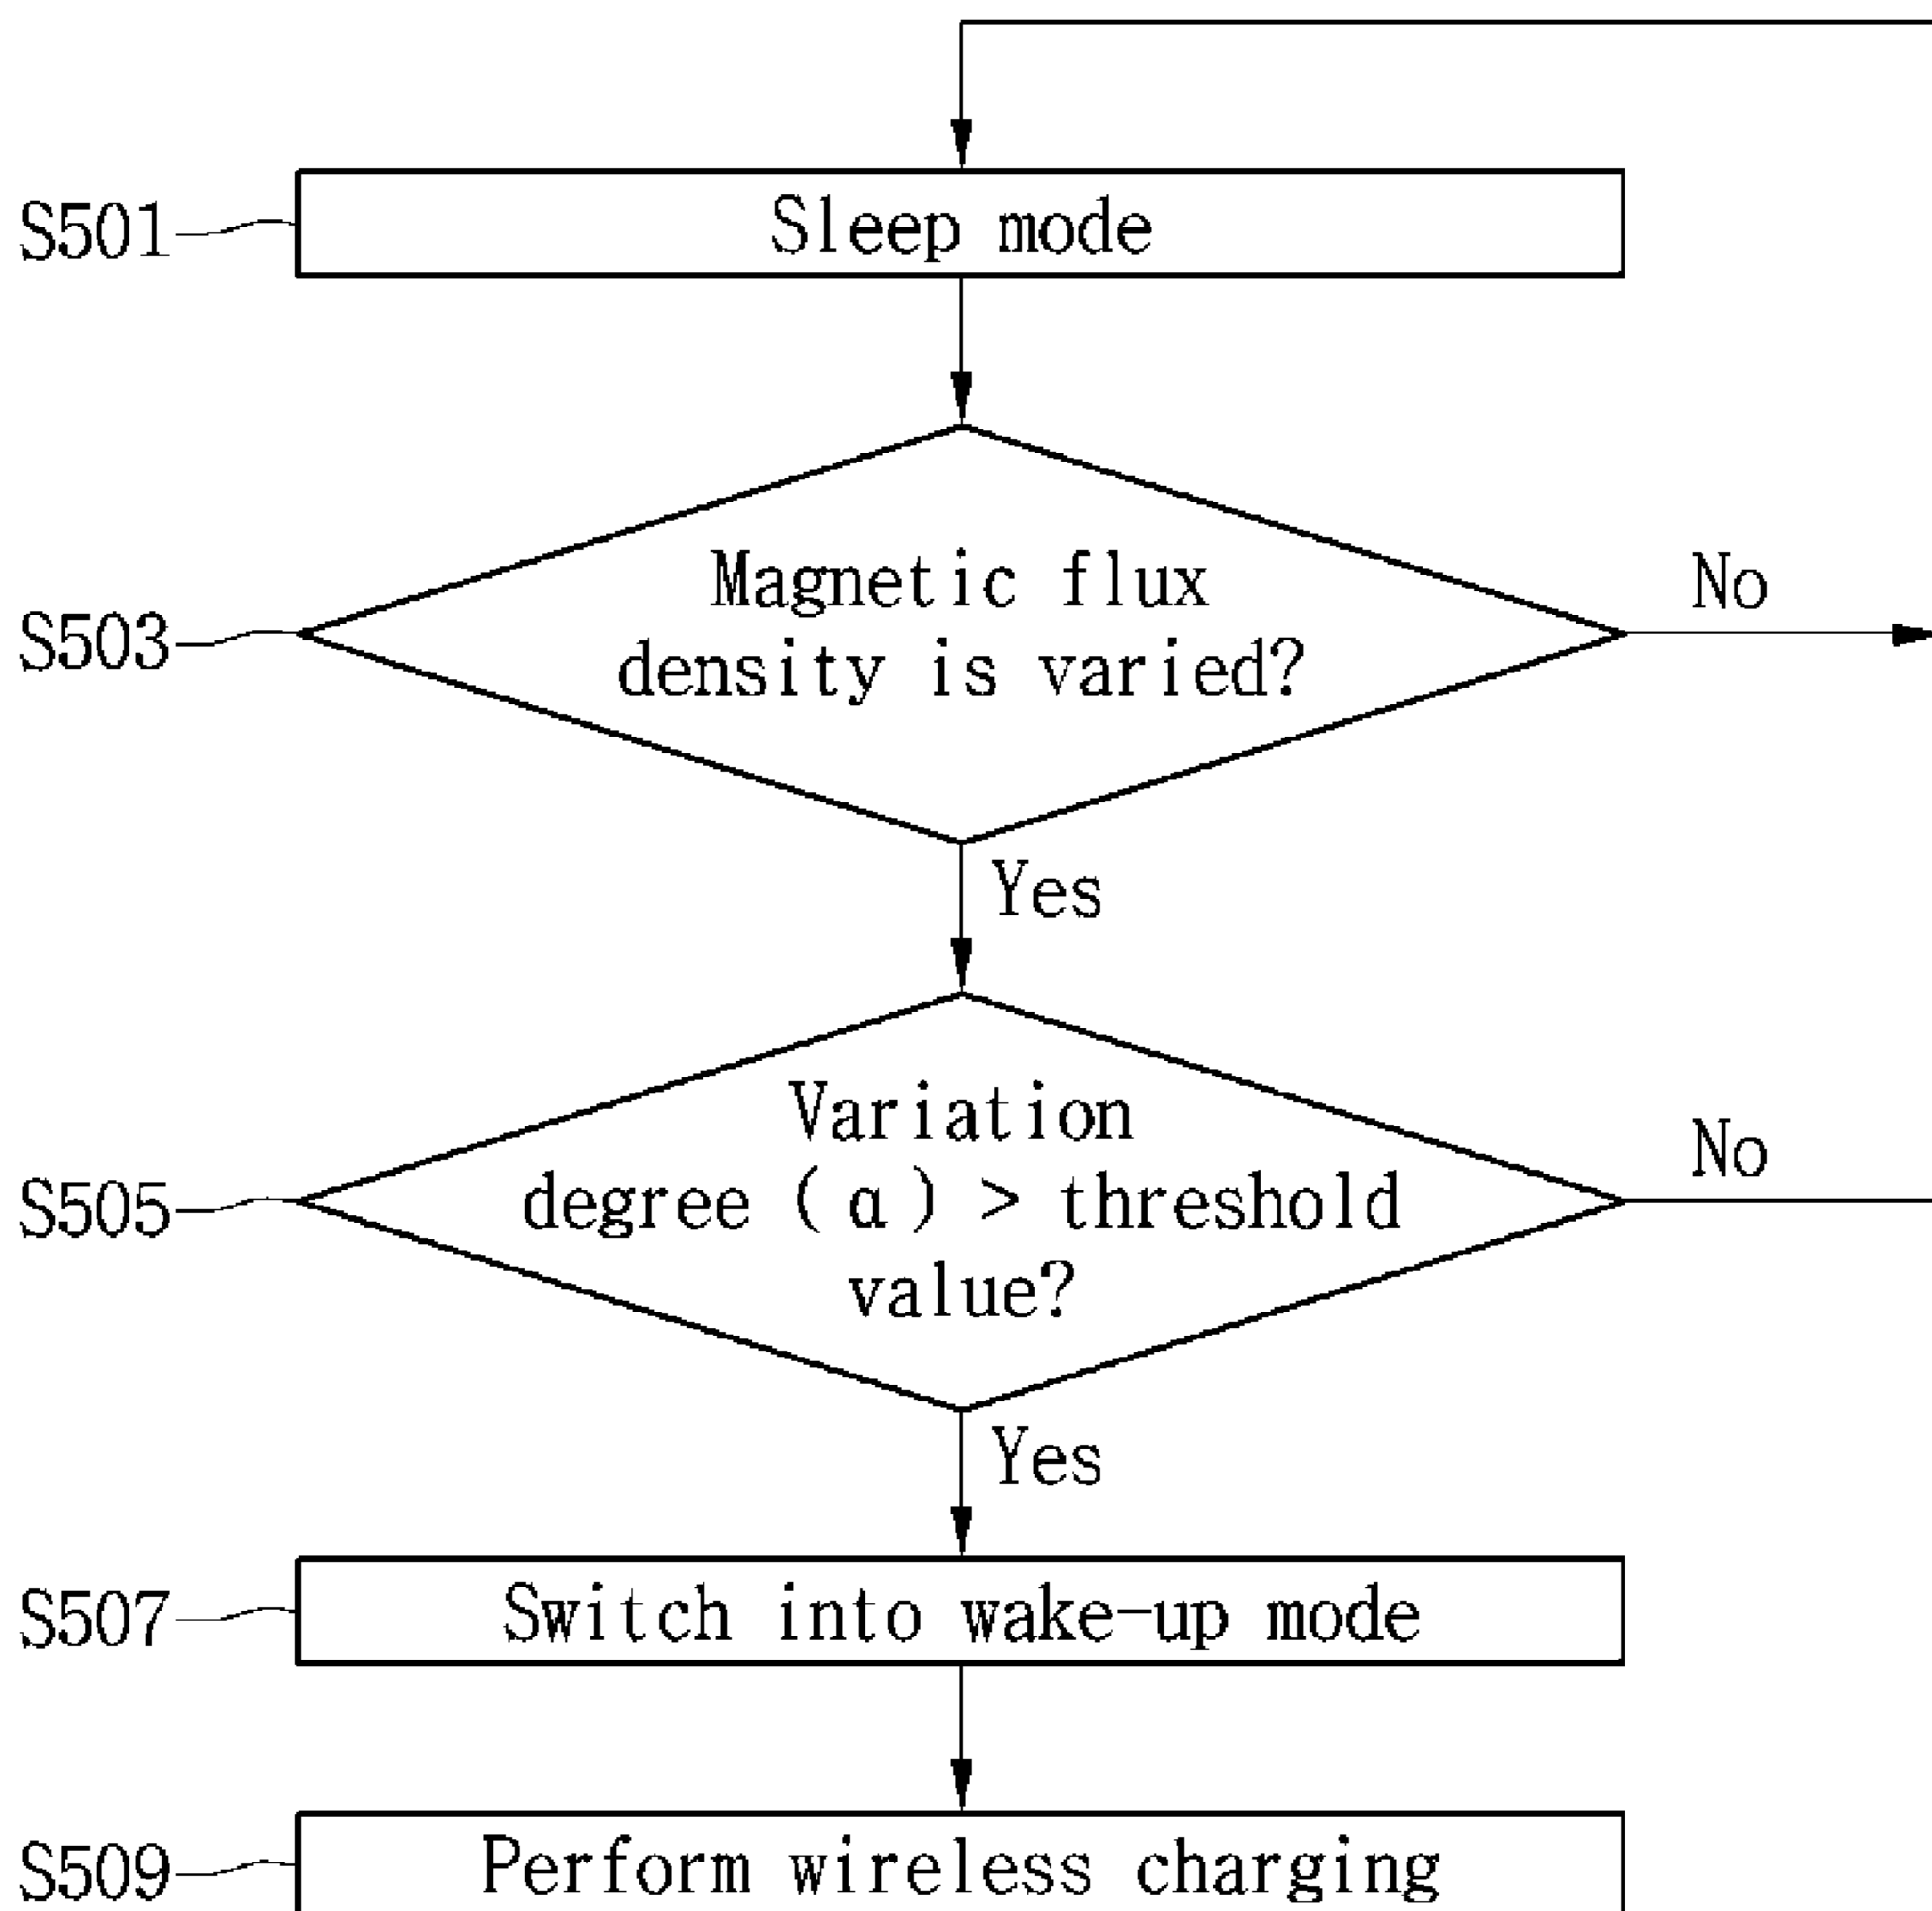 S501
Sleep mode
S503
Magnetic flux
density is varied?
No
Yes
S505
Variation
degree (α) > threshold
value?
No
Yes
S507
Switch into wake-up mode
S509
Perform wireless charging